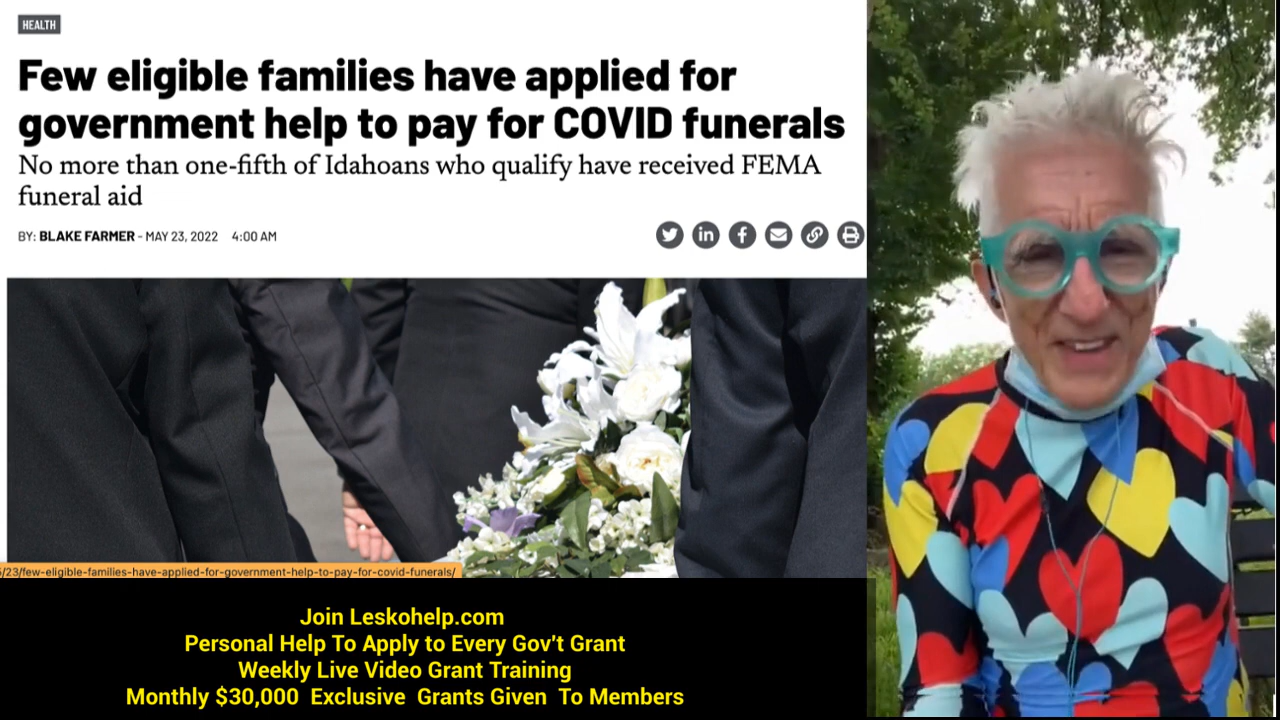 HEALTH
Few eligible families have applied for
government help to pay for COVID funerals
No more than one-fifth of Idahoans who qualify have received FEMA
funeral aid
BY: BLAKE FARMER - MAY 23, 2022 4:00 AM
5/23/few-eligible-families-have-applied-for-government-help-to-pay-for-covid-funerals/
Join Leskohelp.com
Personal Help To Apply to Every Gov't Grant
Weekly Live Video Grant Training
Monthly $30,000 Exclusive Grants Given To Members